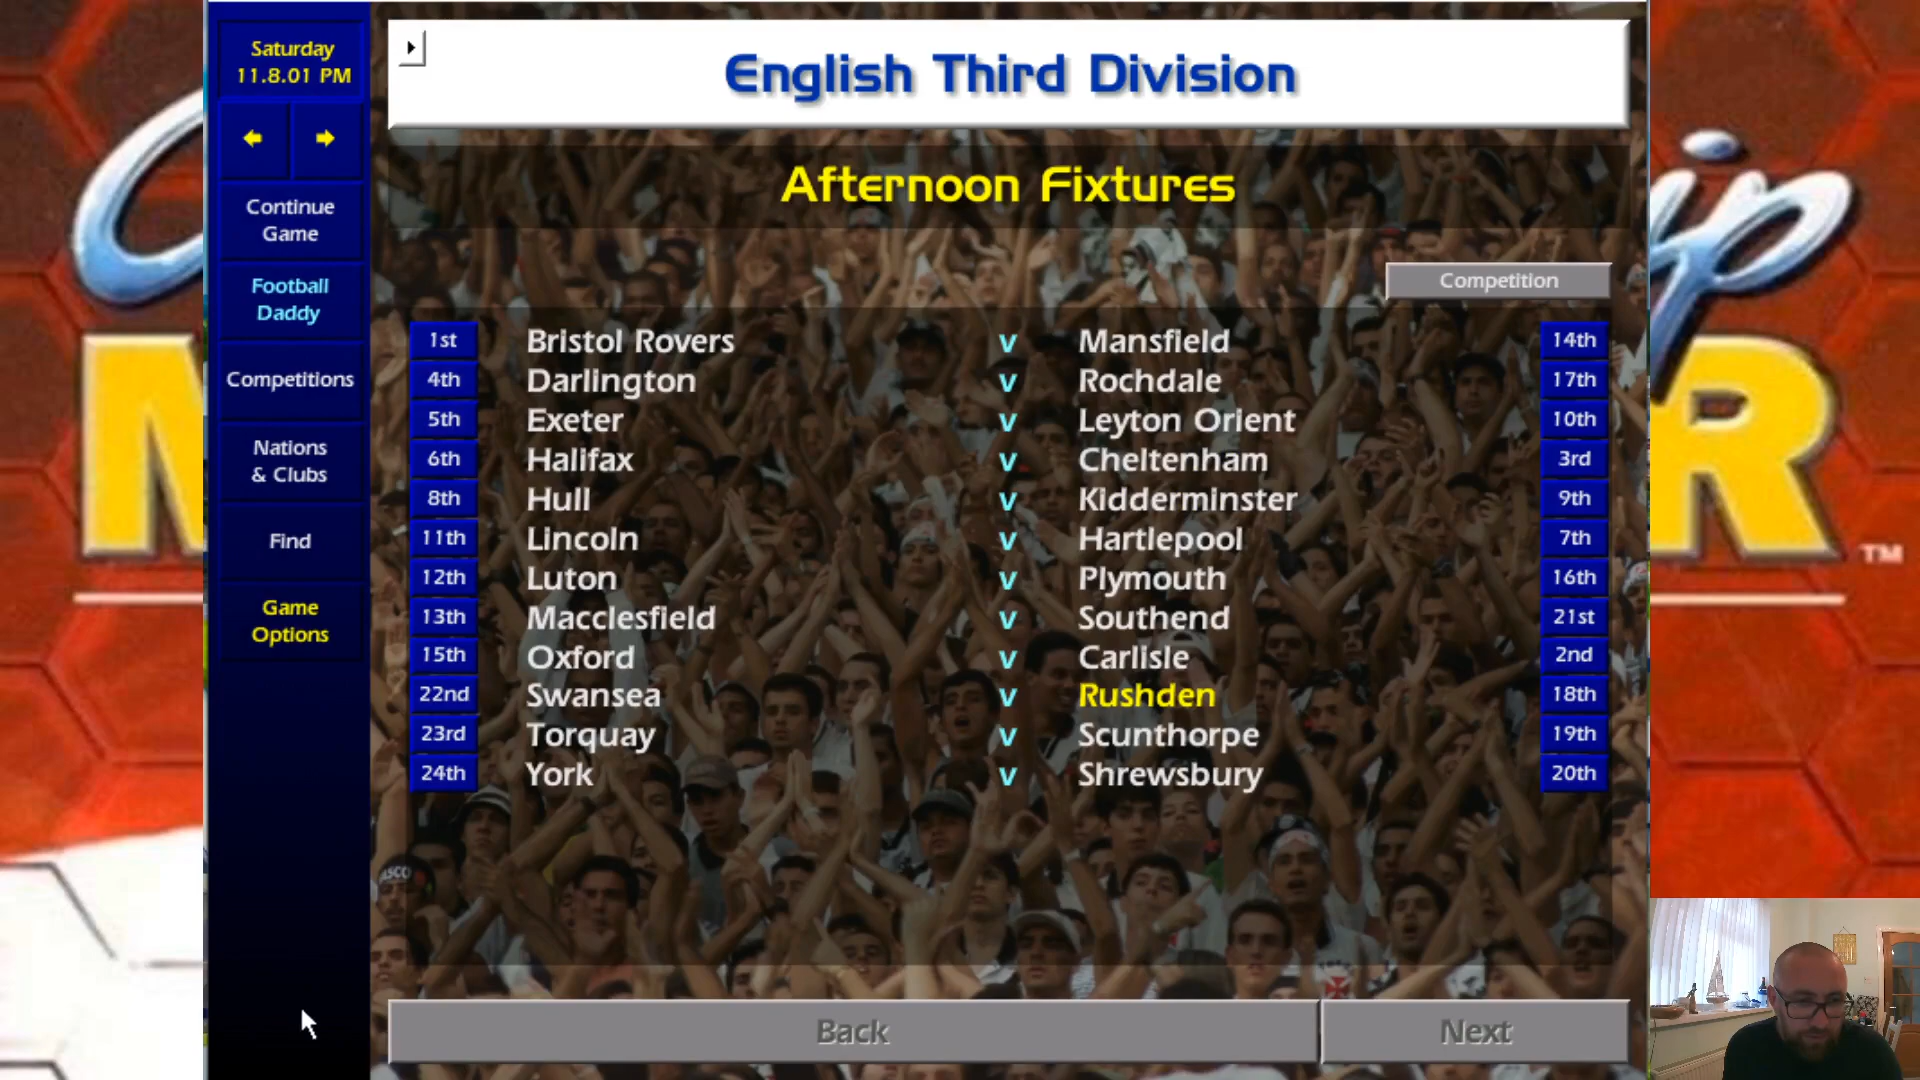 Saturday
11.8.01 PM
English Third Division
Afternoon Fixtures
Continue
Game
Football
Daddy
Competitions
Nations
& Clubs
Find
Game
Options
Competition
1st Bristol Rovers v Mansfield 14th
4th Darlington v Rochdale 17th
5th Exeter v Leyton Orient 10th
6th Halifax v Cheltenham 3rd
8th Hull v Kidderminster 9th
11th Lincoln v Hartlepool 7th
12th Luton v Plymouth 16th
13th Macclesfield v Southend 21st
15th Oxford v Carlisle 2nd
22nd Swansea v Rushden 18th
23rd Torquay v Scunthorpe 19th
24th York v Shrewsbury 20th
Back
Next
TM